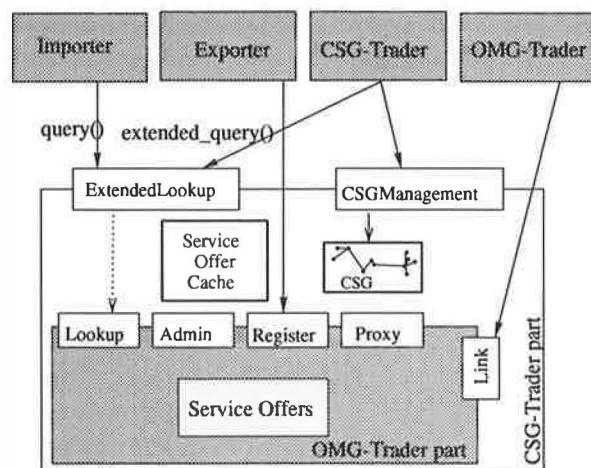 Importer
Exporter
CSG-Trader
OMG-Trader
query()
extended_query()
ExtendedLookup
CSGManagement
Service
Offer
Cache
CSG
Lookup
Admin
Register
Proxy
Link
Service Offers
OMG-Trader part
CSG-Trader part